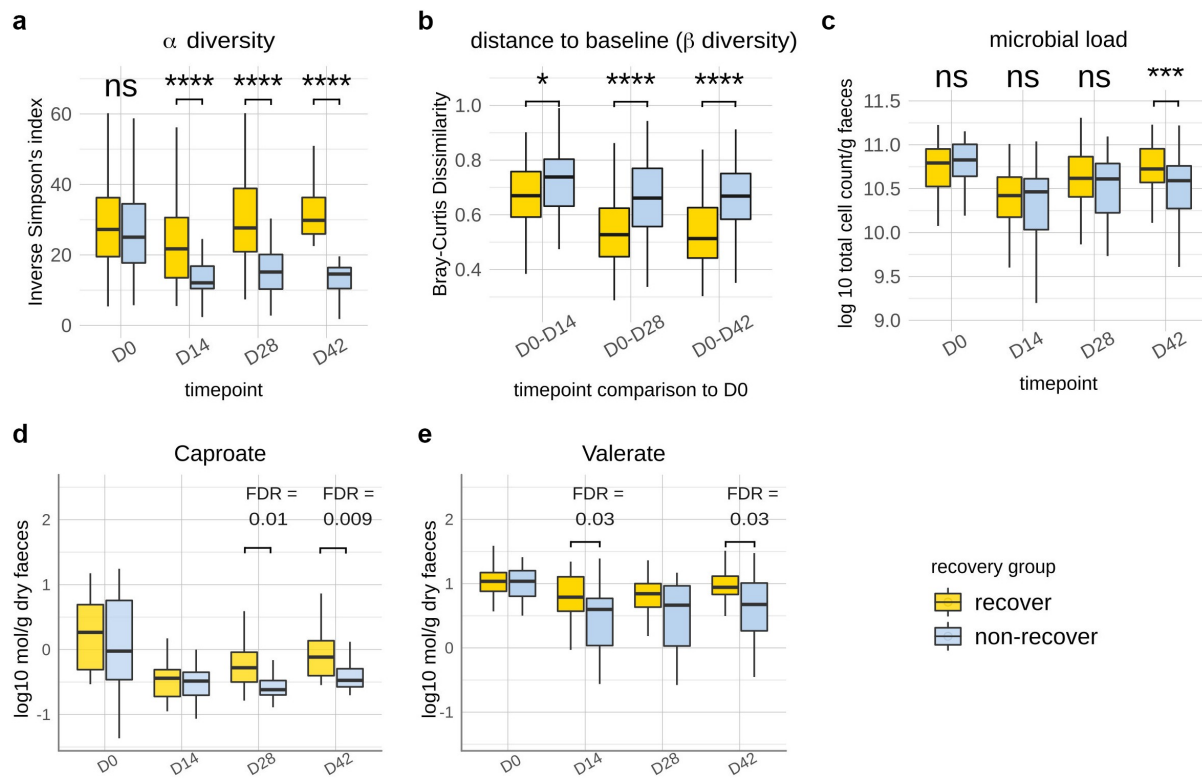 a
α diversity
ns
****
****
****
60
40
20
0
Inverse Simpson's index
D0
D14
D28
D42
timepoint
b
distance to baseline (β diversity)
*
****
****
1.0
0.8
0.6
0.4
Bray-Curtis Dissimilarity
D0-D14
D0-D28
D0-D42
timepoint comparison to D0
c
microbial load
ns
ns
ns
***
11.5
11.0
10.5
10.0
9.5
9.0
log 10 total cell count/g faeces
D0
D14
D28
D42
timepoint
d
Caproate
FDR =
0.01
FDR =
0.009
2
1
0
-1
log10 mol/g dry faeces
D0
D14
D28
D42
e
Valerate
FDR =
0.03
FDR =
0.03
2
1
0
-1
log10 mol/g dry faeces
D0
D14
D28
D42
recovery group
recover
non-recover